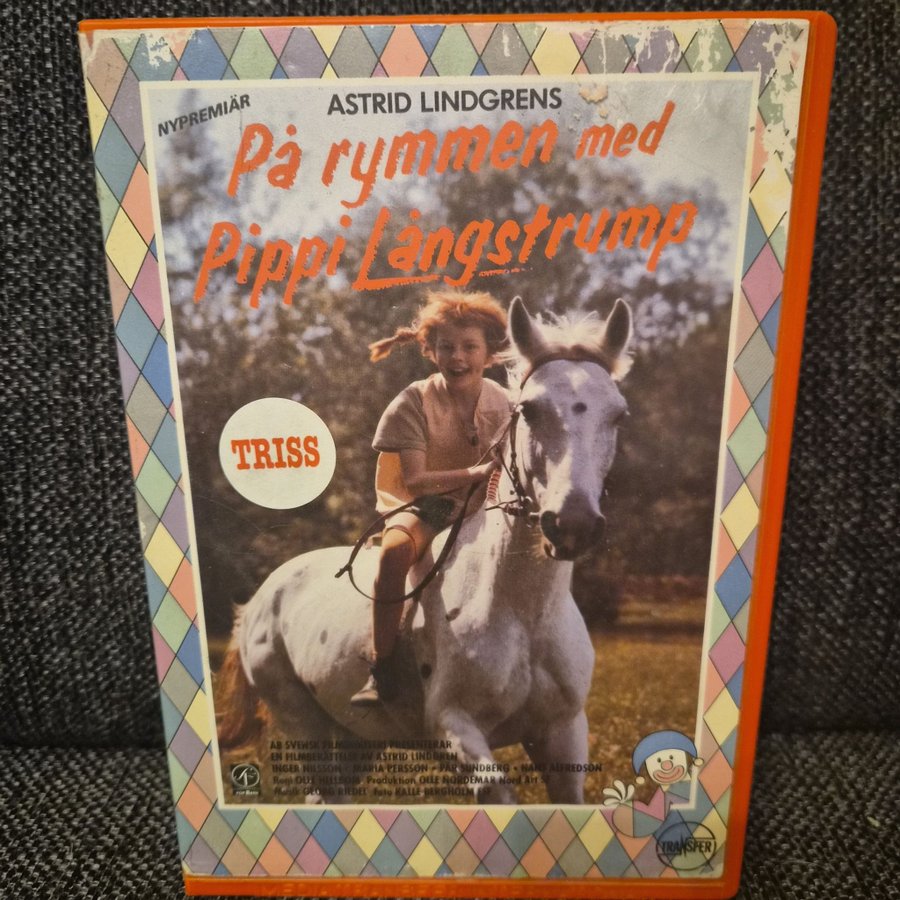 NYPREMIÄR
ASTRID LINDGRENS
På rymmen med
Pippi Långstrump
TRISS
AB SVENSK FILMINDUSTRI PRESENTERAR
EN FILMBERÄTTELSE AV ASTRID LINDGREN
INGER NILSSON · MARIA PERSSON · PÄR SUNDBERG · HANS ALFREDSON
Regi OLLE HELLBOM Produktion OLLE NORDEMAR Nord Art SF
Musik GEORG RIEDEL Foto KALLE BERGHOLM FSF
TRANSFER